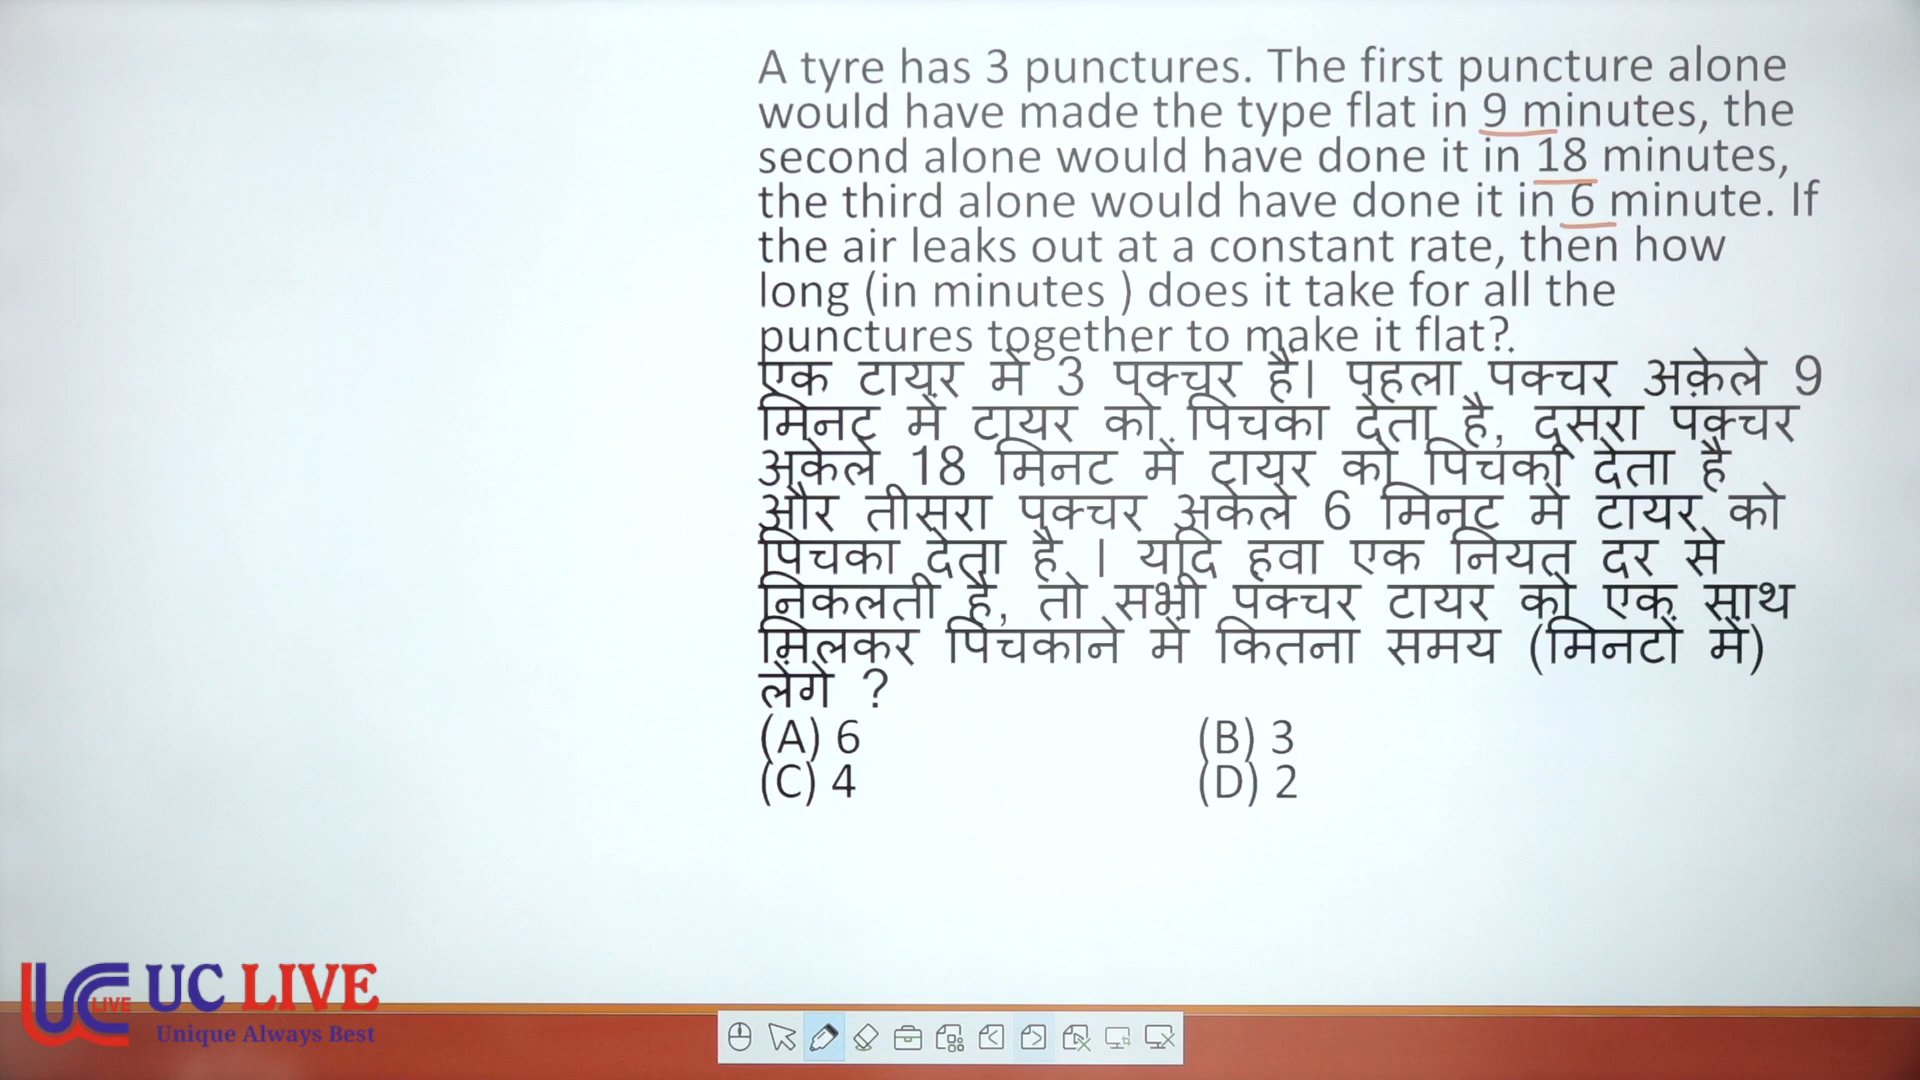 A tyre has 3 punctures. The first puncture alone
would have made the type flat in 9 minutes, the
second alone would have done it in 18 minutes,
the third alone would have done it in 6 minute. If
the air leaks out at a constant rate, then how
long (in minutes ) does it take for all the
punctures together to make it flat?.
एक टायर में 3 पंक्चर है। पहला पंक्चर अकेले 9
मिनट में टायर को पिचका देता है, दूसरा पंक्चर
अकेले 18 मिनट में टायर को पिचका देता है
और तीसरा पंक्चर अकेले 6 मिनट में टायर को
पिचका देता है । यदि हवा एक नियत दर से
निकलती है, तो सभी पंक्चर टायर को एक साथ
मिलकर पिचकाने में कितना समय (मिनटों में)
लेंगे ?
(A) 6 (B) 3
(C) 4 (D) 2
UC LIVE UC LIVE
Unique Always Best